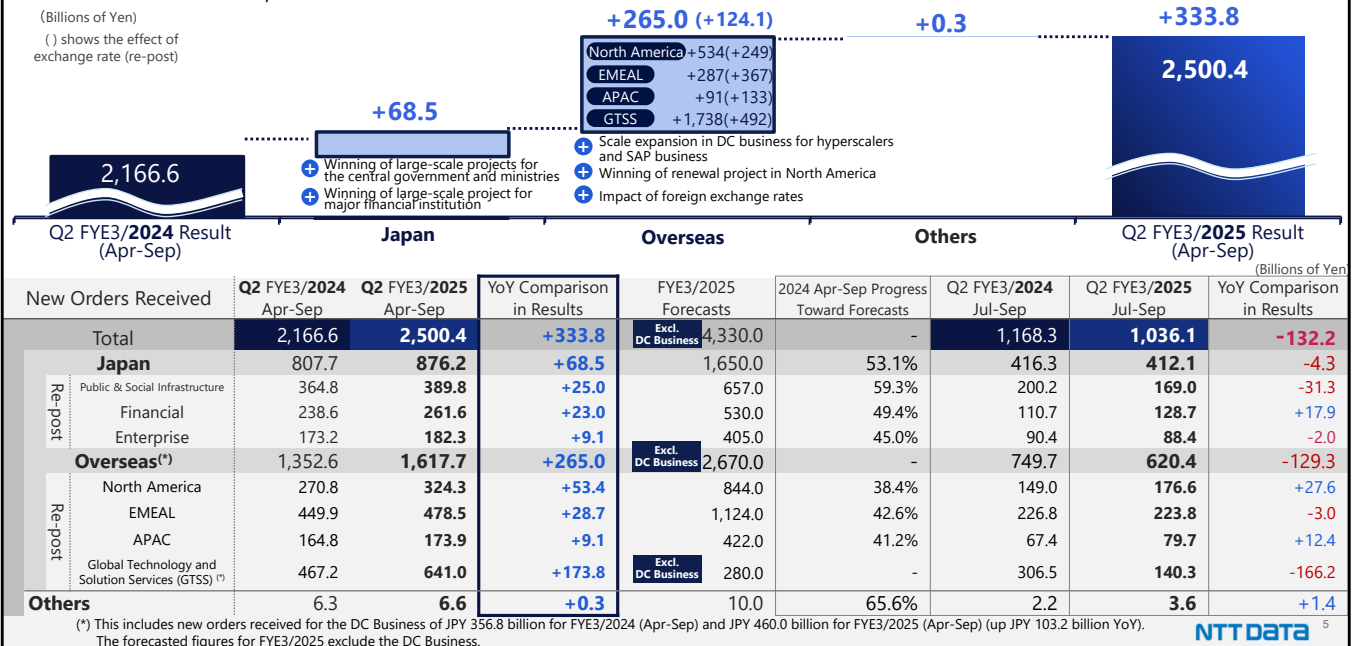 (Billions of Yen)
( ) shows the effect of
exchange rate (re-post)
2,166.6
+68.5
Winning of large-scale projects for
the central government and ministries
Winning of large-scale project for
major financial institution
+265.0 (+124.1)
North America +534(+249)
EMEAL +287(+367)
APAC +91(+133)
GTSS +1,738(+492)
Scale expansion in DC business for hyperscalers
and SAP business
Winning of renewal project in North America
Impact of foreign exchange rates
+0.3
+333.8
2,500.4
Q2 FYE3/2024 Result
(Apr-Sep)
Japan
Overseas
Others
Q2 FYE3/2025 Result
(Apr-Sep)
(Billions of Yen)
New Orders Received
Q2 FYE3/2024
Apr-Sep
Q2 FYE3/2025
Apr-Sep
YoY Comparison
in Results
FYE3/2025
Forecasts
2024 Apr-Sep Progress
Toward Forecasts
Q2 FYE3/2024
Jul-Sep
Q2 FYE3/2025
Jul-Sep
YoY Comparison
in Results
Total 2,166.6 2,500.4 +333.8 Excl. DC Business 4,330.0 - 1,168.3 1,036.1 -132.2
Japan 807.7 876.2 +68.5 1,650.0 53.1% 416.3 412.1 -4.3
Re-post
Public & Social Infrastructure 364.8 389.8 +25.0 657.0 59.3% 200.2 169.0 -31.3
Financial 238.6 261.6 +23.0 530.0 49.4% 110.7 128.7 +17.9
Enterprise 173.2 182.3 +9.1 405.0 45.0% 90.4 88.4 -2.0
Overseas(*) 1,352.6 1,617.7 +265.0 Excl. DC Business 2,670.0 - 749.7 620.4 -129.3
Re-post
North America 270.8 324.3 +53.4 844.0 38.4% 149.0 176.6 +27.6
EMEAL 449.9 478.5 +28.7 1,124.0 42.6% 226.8 223.8 -3.0
APAC 164.8 173.9 +9.1 422.0 41.2% 67.4 79.7 +12.4
Global Technology and
Solution Services (GTSS) (*) 467.2 641.0 +173.8 Excl. DC Business 280.0 - 306.5 140.3 -166.2
Others 6.3 6.6 +0.3 10.0 65.6% 2.2 3.6 +1.4
(*) This includes new orders received for the DC Business of JPY 356.8 billion for FYE3/2024 (Apr-Sep) and JPY 460.0 billion for FYE3/2025 (Apr-Sep) (up JPY 103.2 billion YoY).
The forecasted figures for FYE3/2025 exclude the DC Business.
NTT DATA
5